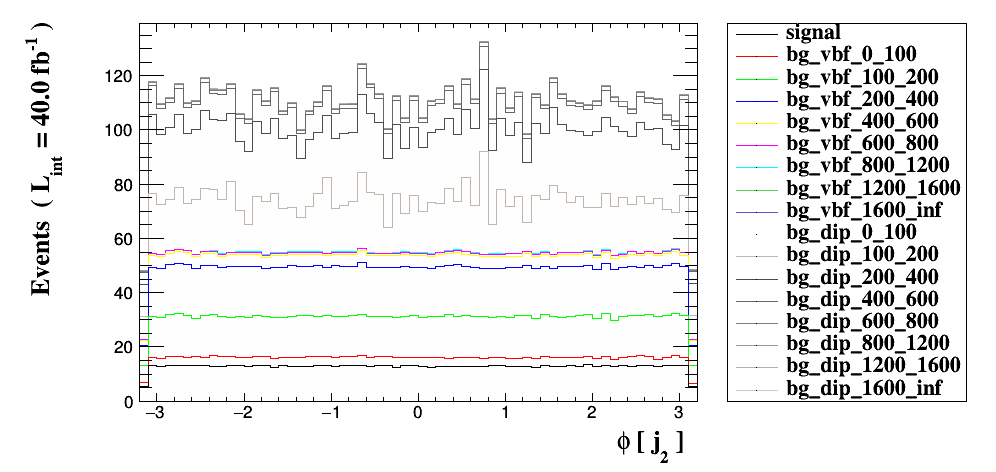 Events ( L_int = 40.0 fb^-1 )
120
100
80
60
40
20
0
−3 −2 −1 0 1 2 3
ϕ [ j_2 ]
signal
bg_vbf_0_100
bg_vbf_100_200
bg_vbf_200_400
bg_vbf_400_600
bg_vbf_600_800
bg_vbf_800_1200
bg_vbf_1200_1600
bg_vbf_1600_inf
bg_dip_0_100
bg_dip_100_200
bg_dip_200_400
bg_dip_400_600
bg_dip_600_800
bg_dip_800_1200
bg_dip_1200_1600
bg_dip_1600_inf